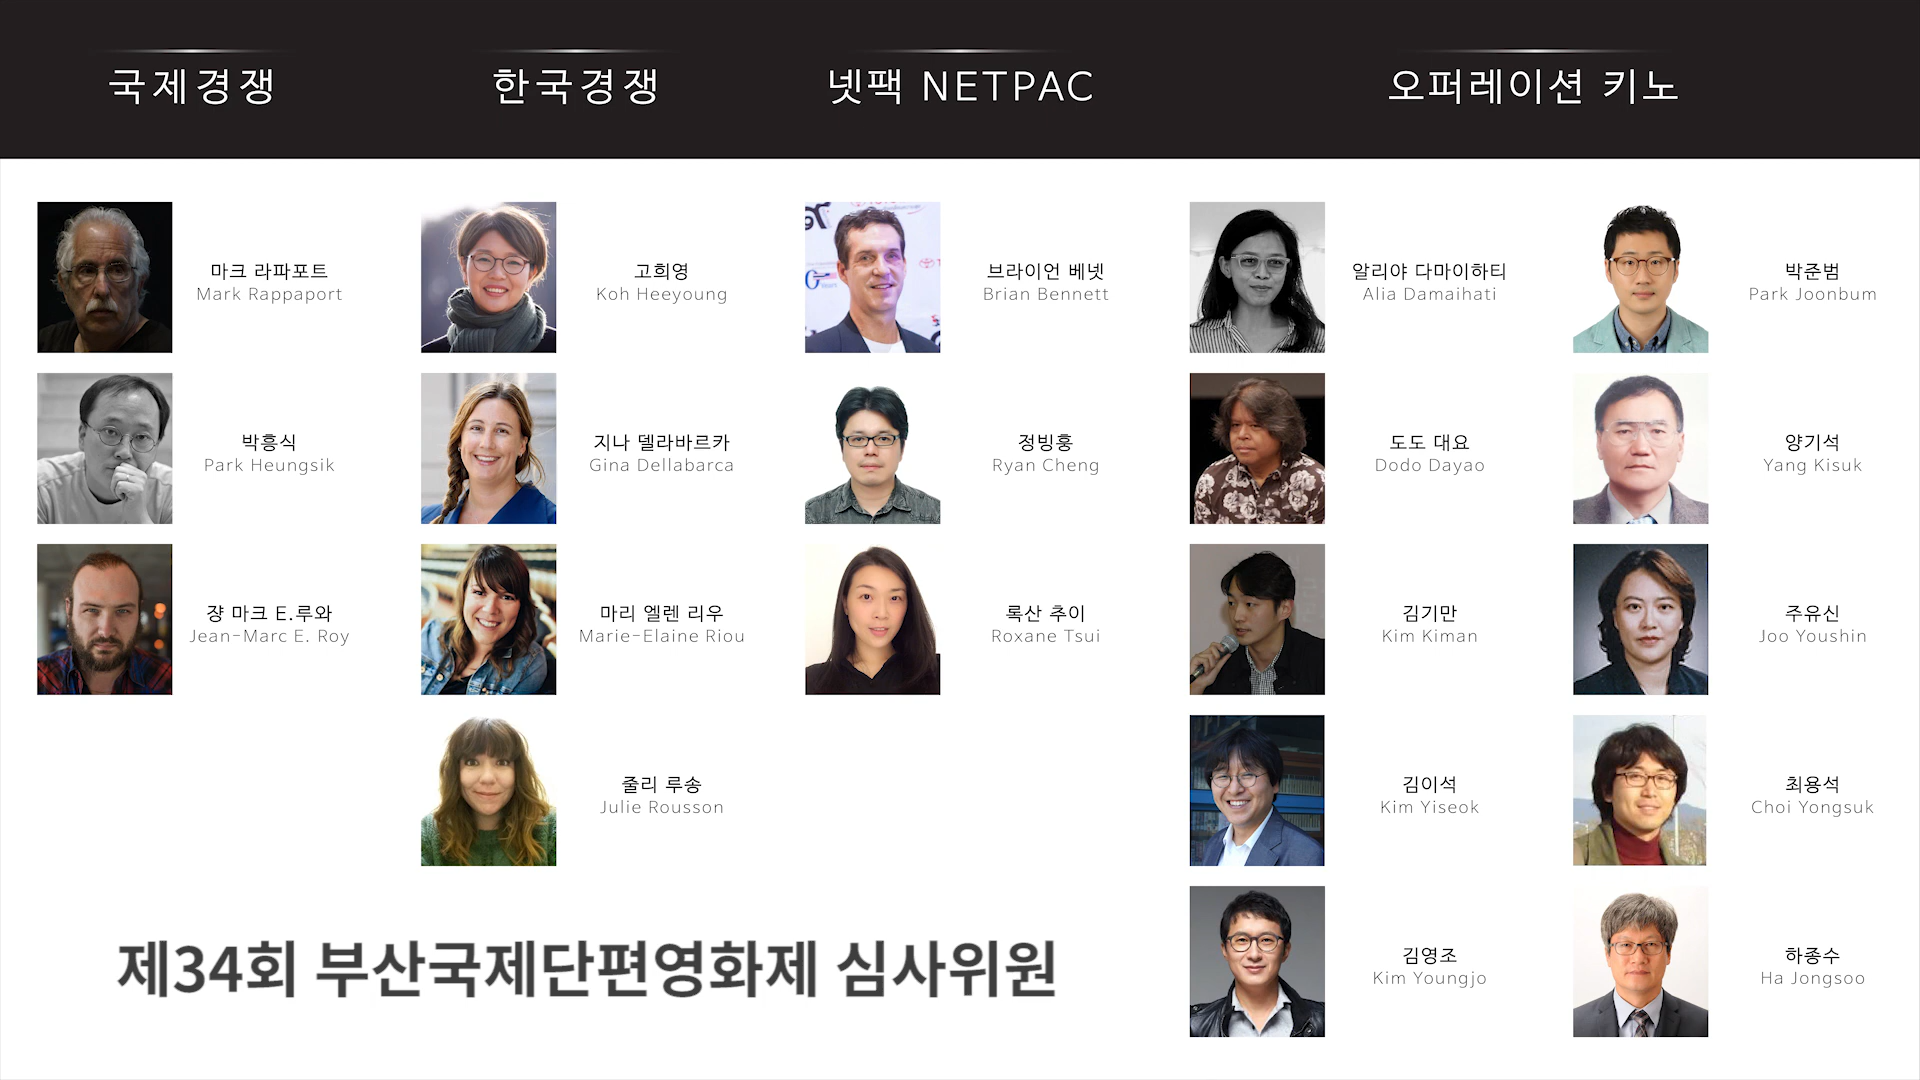 국제경쟁
한국경쟁
넷팩 NETPAC
오퍼레이션 키노
마크 라파포트
Mark Rappaport
박흥식
Park Heungsik
쟝 마크 E.루와
Jean-Marc E. Roy
고희영
Koh Heeyoung
지나 델라바르카
Gina Dellabarca
마리 엘렌 리우
Marie-Elaine Riou
줄리 루송
Julie Rousson
브라이언 베넷
Brian Bennett
정빙홍
Ryan Cheng
록산 추이
Roxane Tsui
알리야 다마이하티
Alia Damaihati
도도 대요
Dodo Dayao
김기만
Kim Kiman
김이석
Kim Yiseok
김영조
Kim Youngjo
박준범
Park Joonbum
양기석
Yang Kisuk
주유신
Joo Youshin
최용석
Choi Yongsuk
하종수
Ha Jongsoo
제34회 부산국제단편영화제 심사위원